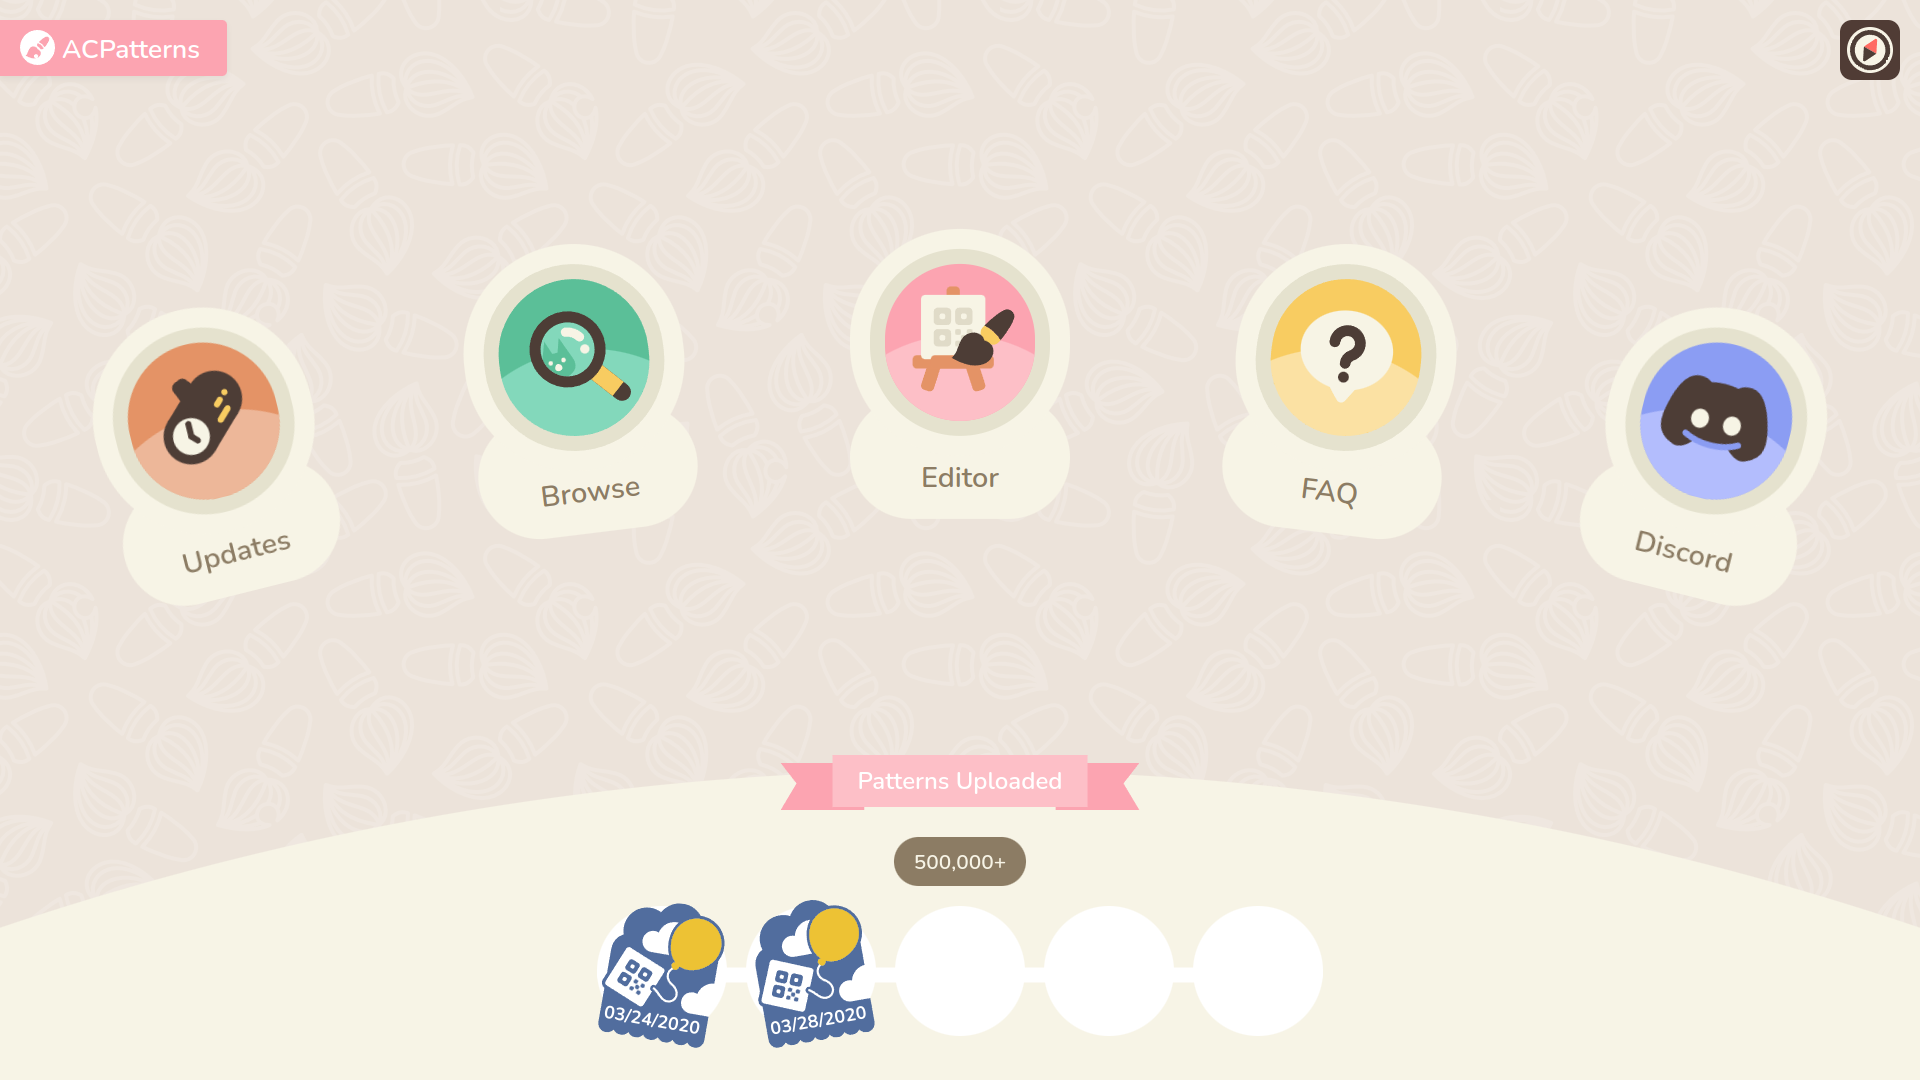 ACPatterns
Updates
Browse
Editor
FAQ
Discord
Patterns Uploaded
500,000+
03/24/2020
03/28/2020